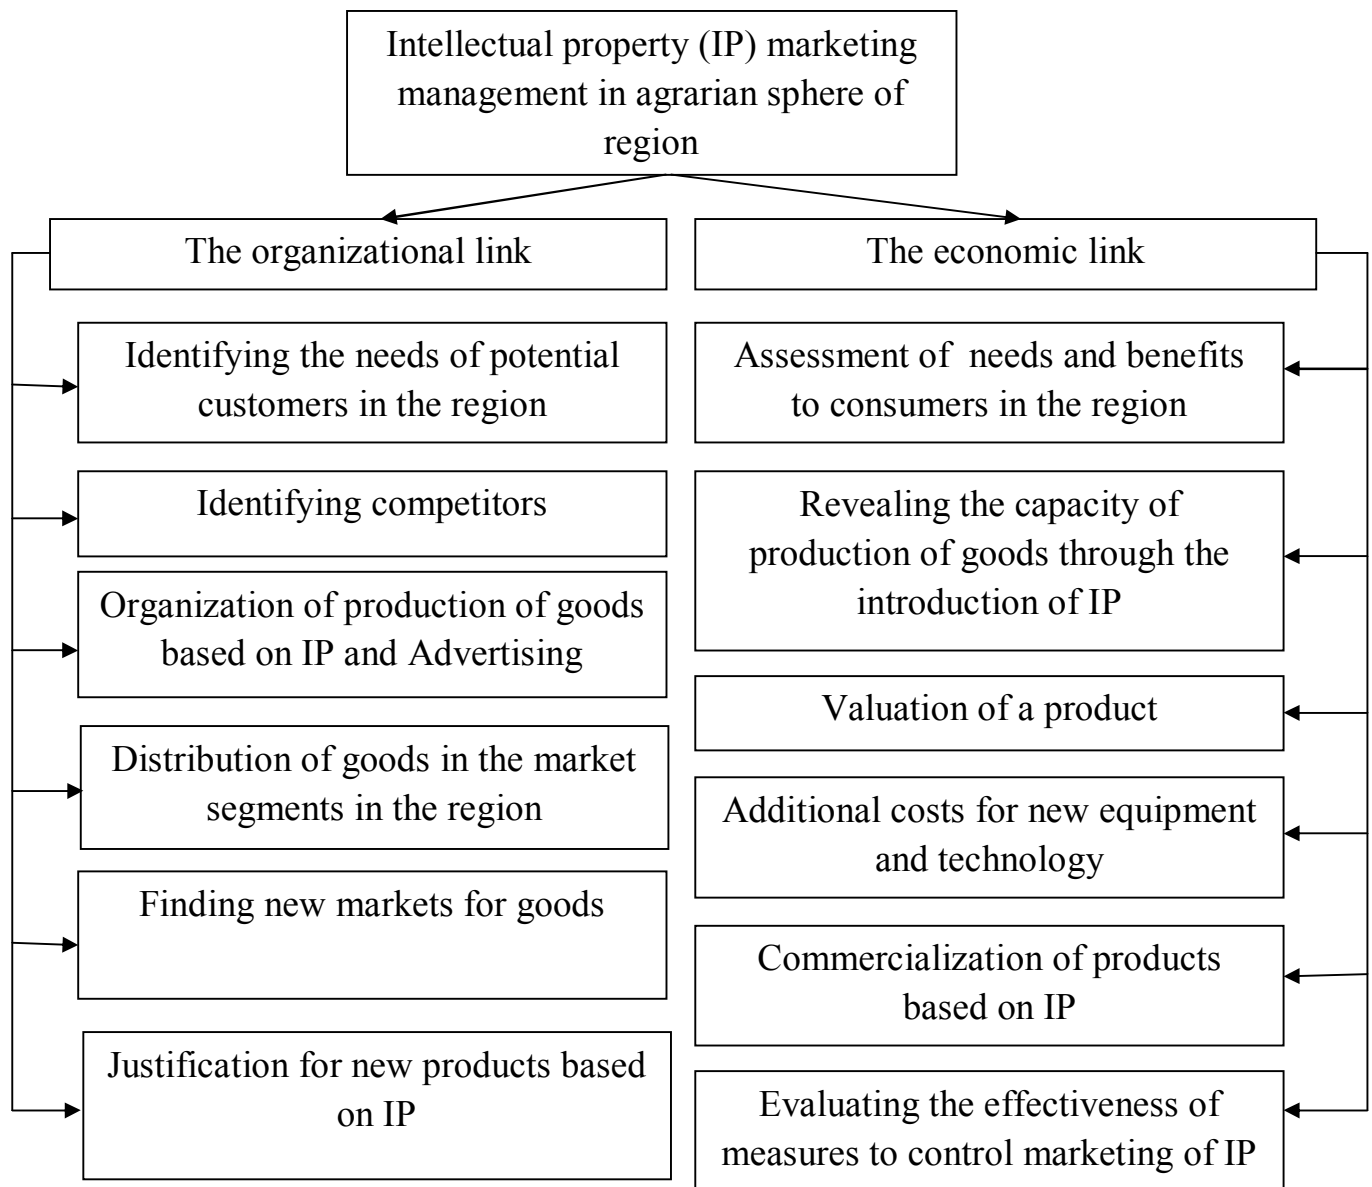 Intellectual property (IP) marketing
management in agrarian sphere of
region
The organizational link
The economic link
Identifying the needs of potential
customers in the region
Identifying competitors
Organization of production of goods
based on IP and Advertising
Distribution of goods in the market
segments in the region
Finding new markets for goods
Justification for new products based
on IP
Assessment of needs and benefits
to consumers in the region
Revealing the capacity of
production of goods through the
introduction of IP
Valuation of a product
Additional costs for new equipment
and technology
Commercialization of products
based on IP
Evaluating the effectiveness of
measures to control marketing of IP